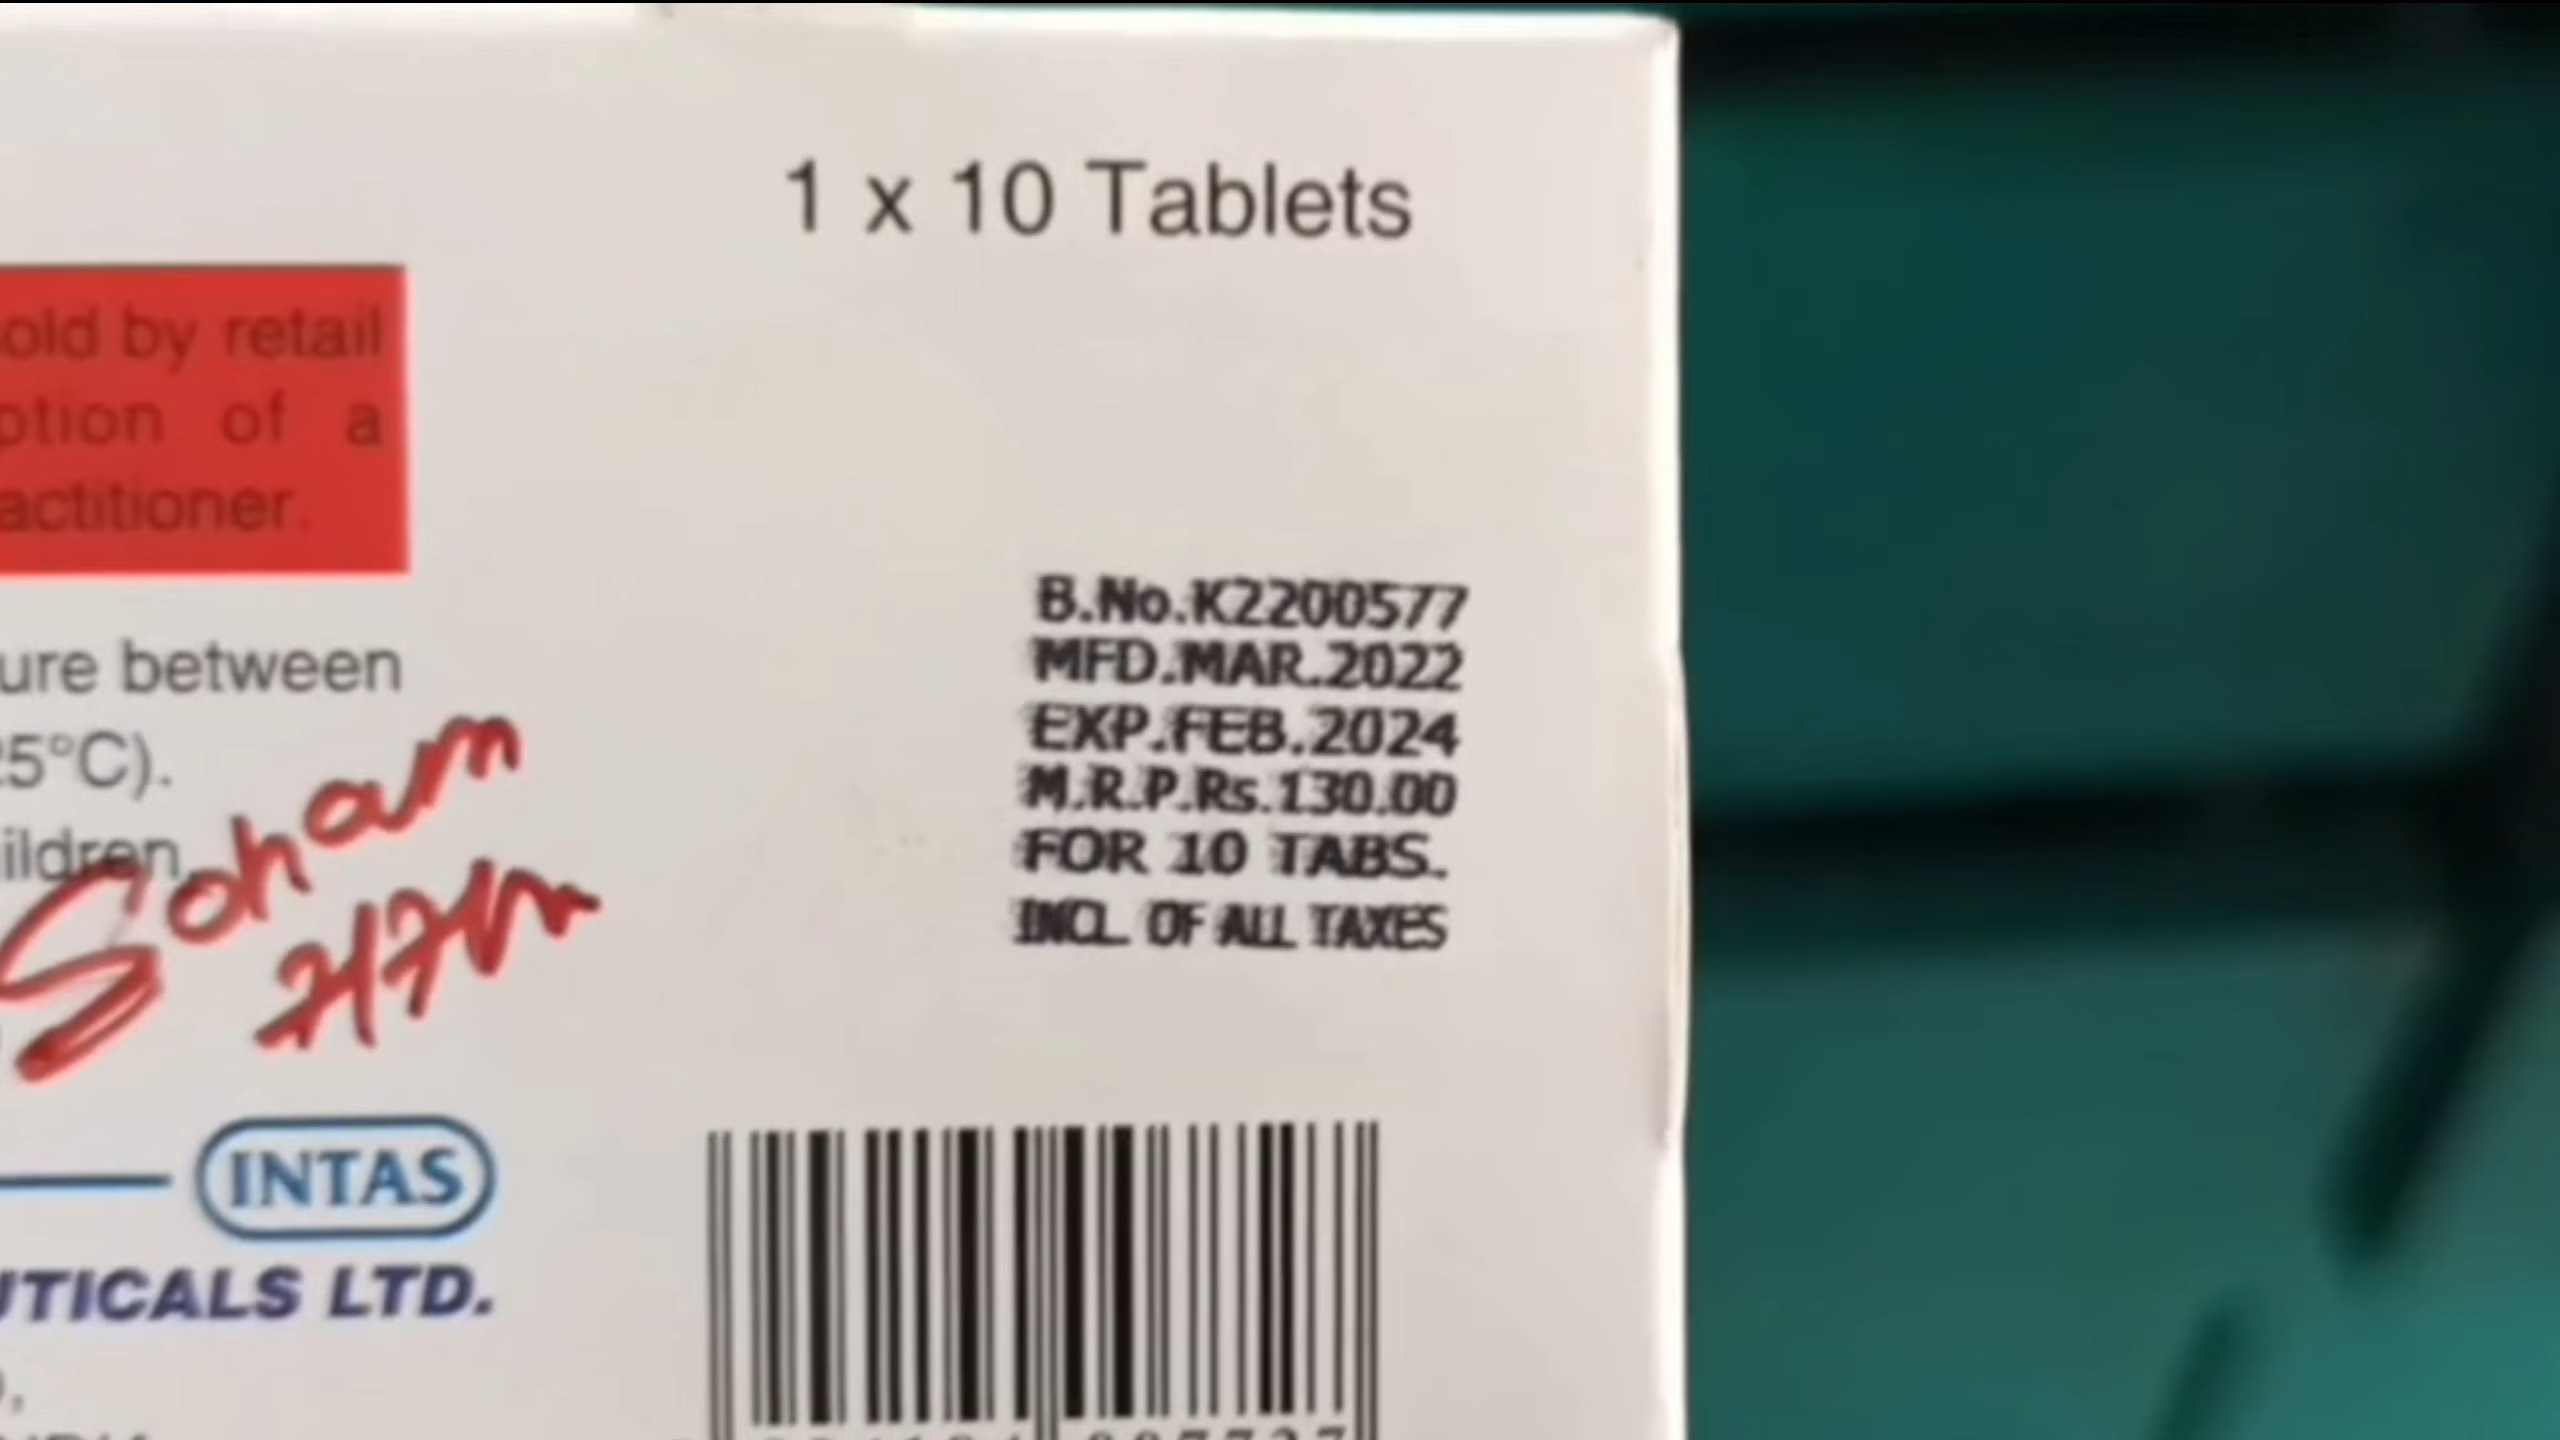 1 x 10 Tablets
old by retail
ption of a
actitioner.
B.No.K2200577
MFD.MAR.2022
EXP.FEB.2024
M.R.P.Rs.130.00
FOR 10 TABS.
INCL. OF ALL TAXES
ure between
25°C).
ildren.
Soham
INTAS
UTICALS LTD.